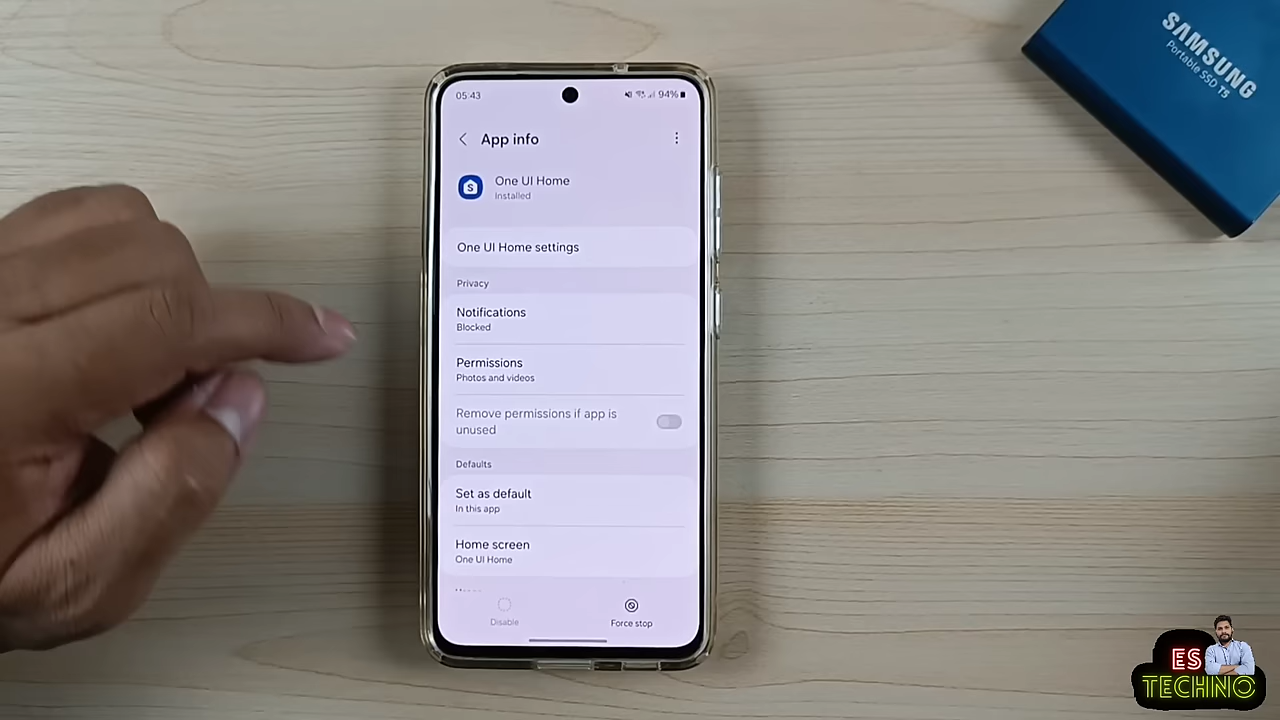 SAMSUNG
Portable SSD T5
05:43
94%
App info
One UI Home
Installed
One UI Home settings
Privacy
Notifications
Blocked
Permissions
Photos and videos
Remove permissions if app is
unused
Defaults
Set as default
In this app
Home screen
One UI Home
Disable
Force stop
ES
TECHNO